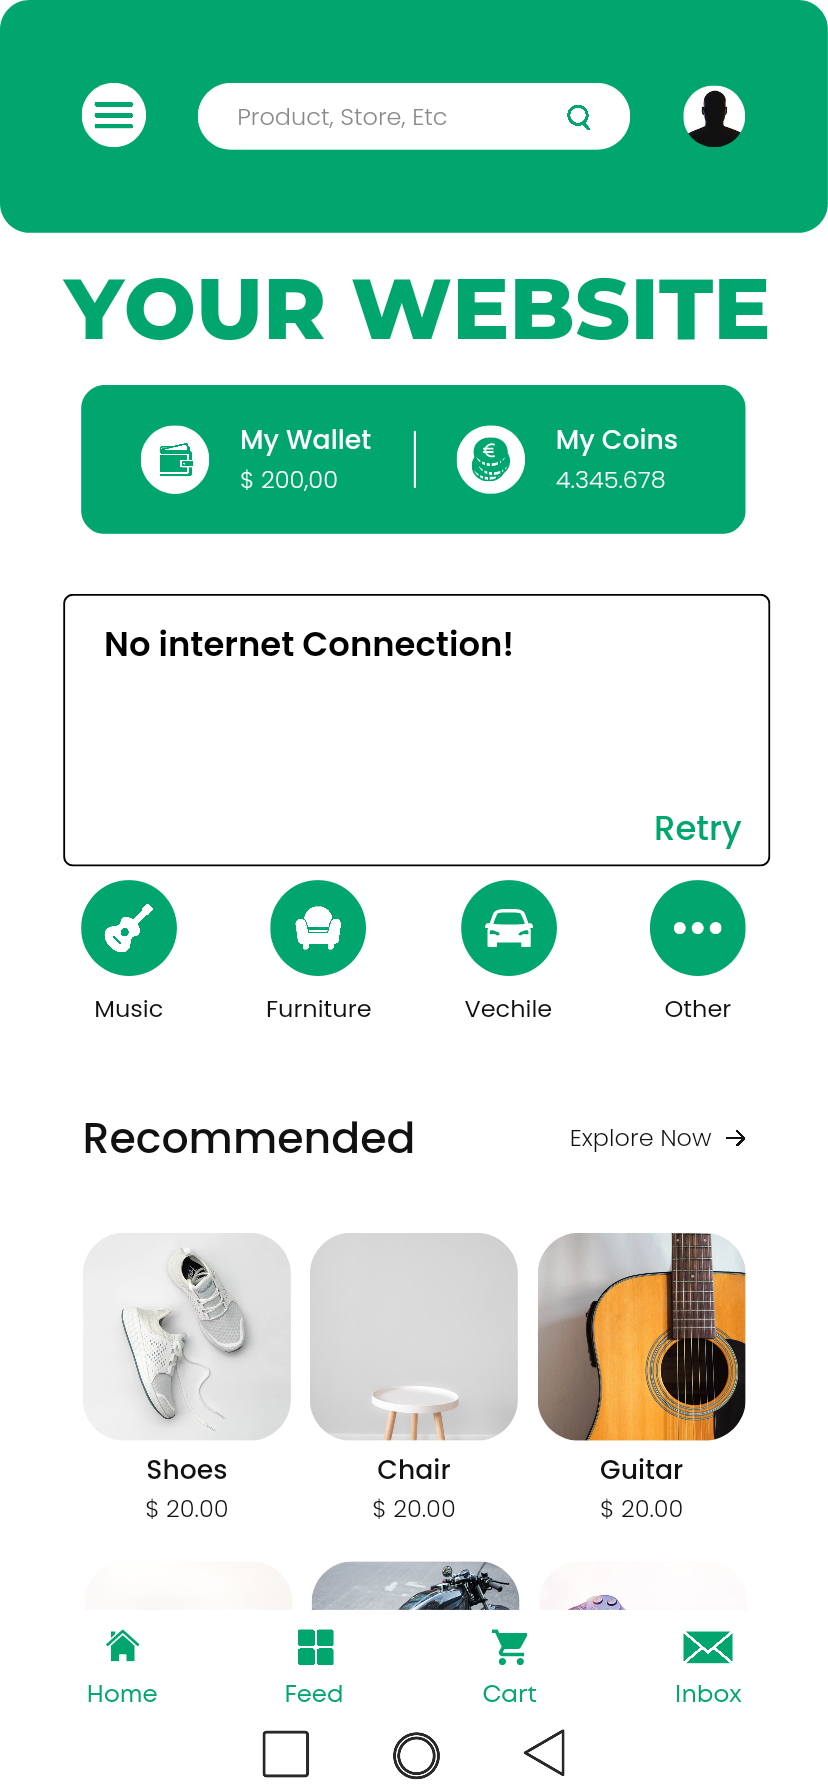 Product, Store, Etc
YOUR WEBSITE
My Wallet
$ 200,00
My Coins
4.345.678
No internet Connection!
Retry
Music
Furniture
Vechile
Other
Recommended
Explore Now
Shoes
$ 20.00
Chair
$ 20.00
Guitar
$ 20.00
Home
Feed
Cart
Inbox